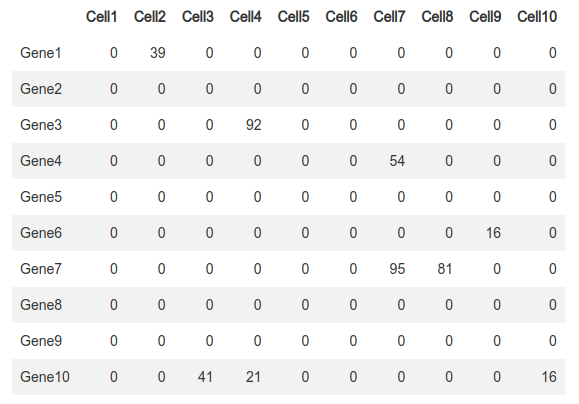 Cell1 Cell2 Cell3 Cell4 Cell5 Cell6 Cell7 Cell8 Cell9 Cell10
Gene1 0 39 0 0 0 0 0 0 0 0
Gene2 0 0 0 0 0 0 0 0 0 0
Gene3 0 0 0 92 0 0 0 0 0 0
Gene4 0 0 0 0 0 0 54 0 0 0
Gene5 0 0 0 0 0 0 0 0 0 0
Gene6 0 0 0 0 0 0 0 0 16 0
Gene7 0 0 0 0 0 0 95 81 0 0
Gene8 0 0 0 0 0 0 0 0 0 0
Gene9 0 0 0 0 0 0 0 0 0 0
Gene10 0 0 41 21 0 0 0 0 0 16